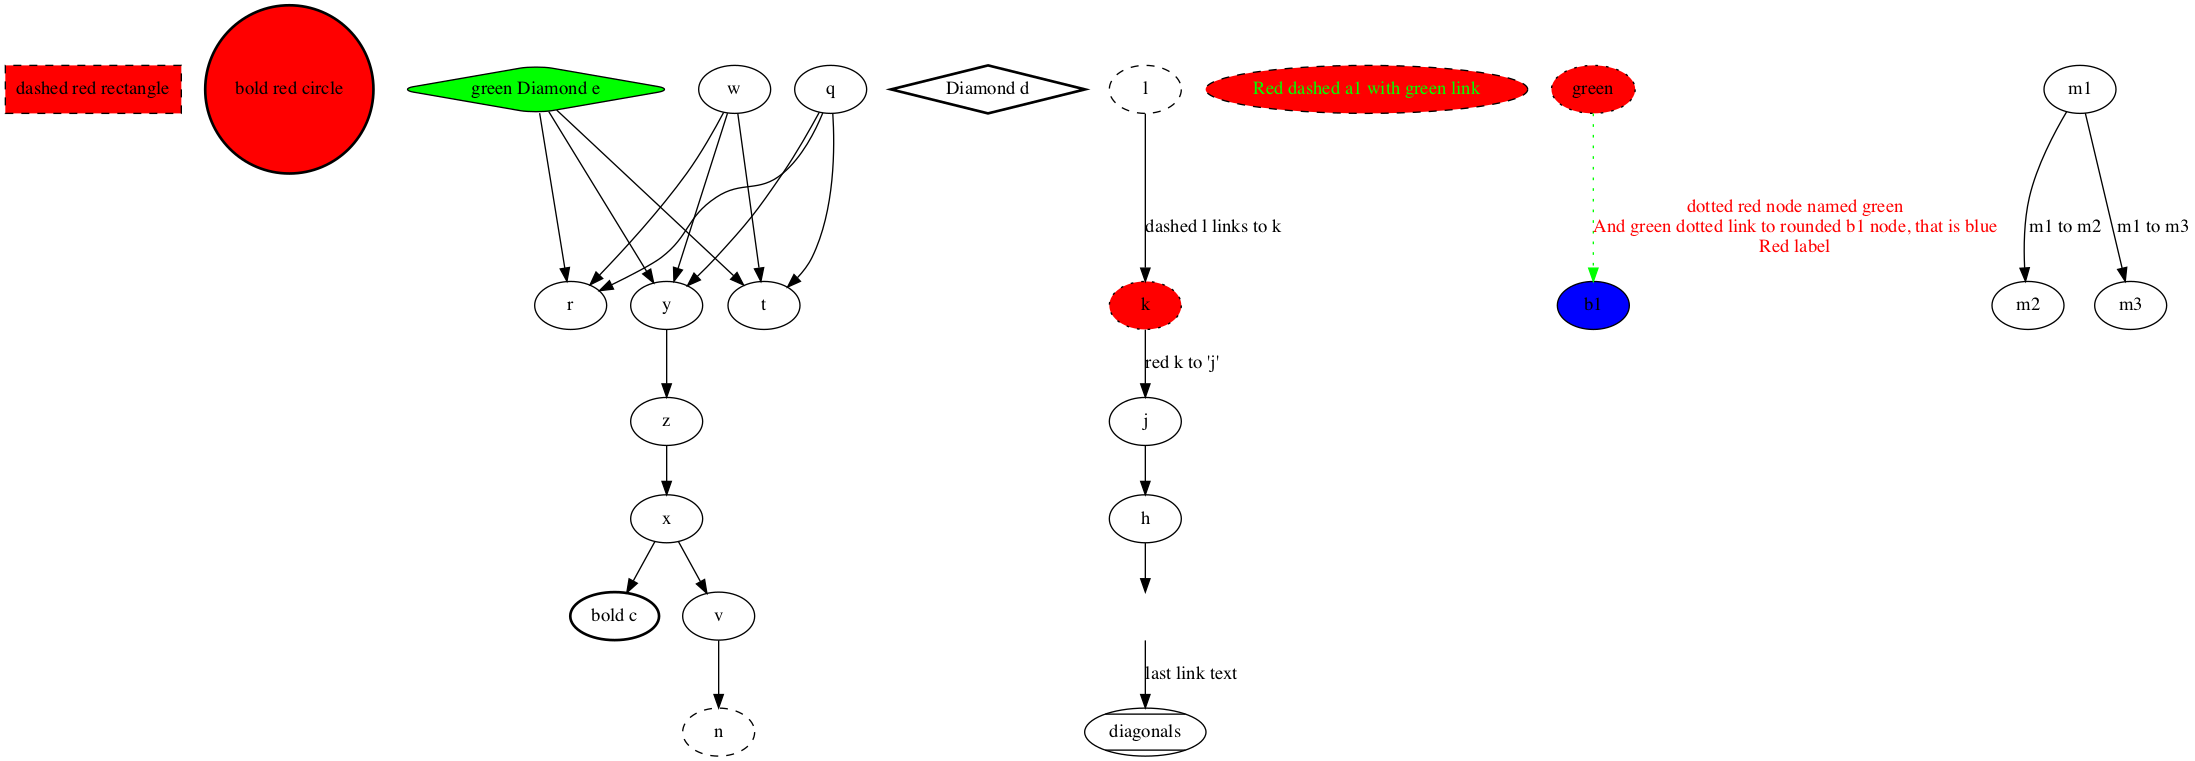 dashed red rectangle
bold red circle
green Diamond e
w
q
Diamond d
l
Red dashed a1 with green link
green
m1
dashed l links to k
dotted red node named green
And green dotted link to rounded b1 node, that is blue
Red label
m1 to m2
m1 to m3
r
y
t
k
b1
m2
m3
red k to 'j'
z
j
x
h
bold c
v
last link text
n
diagonals